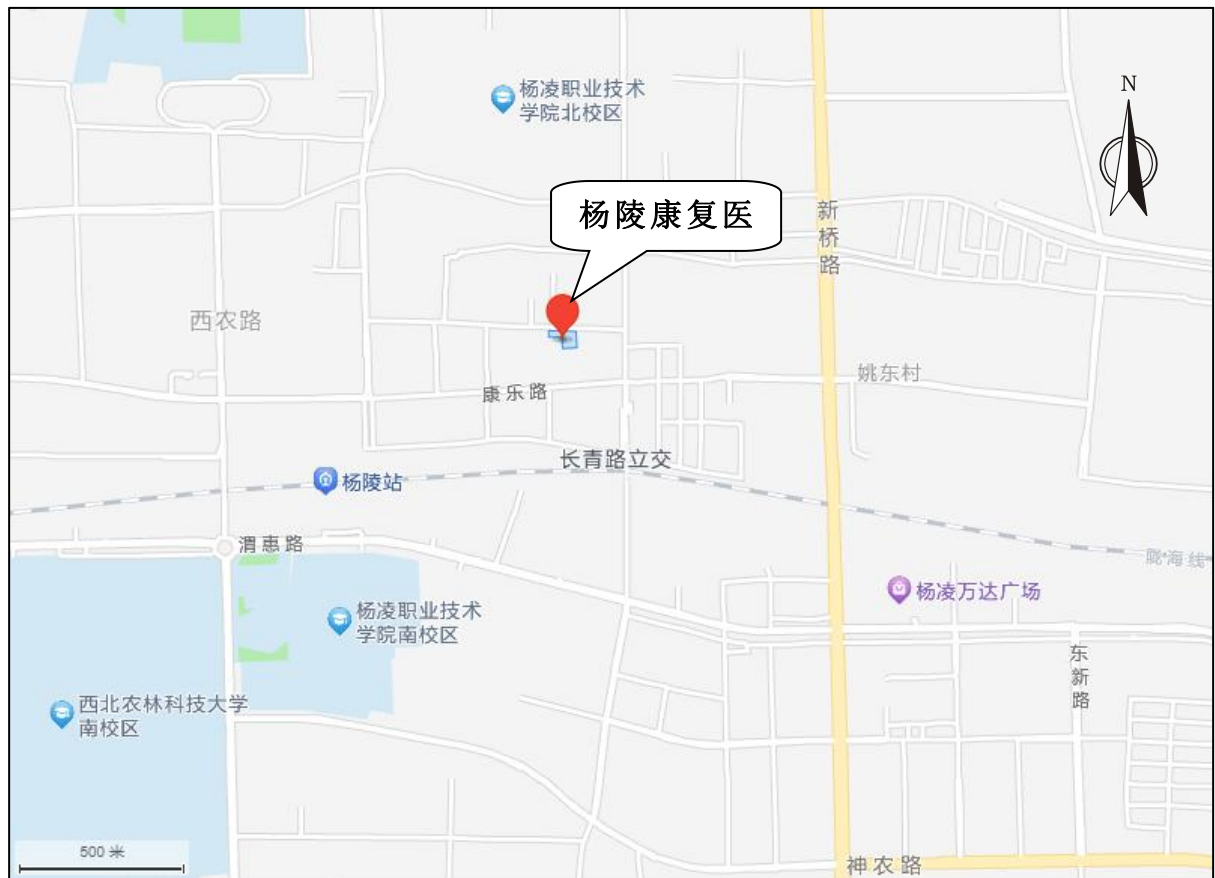 杨凌职业技术
学院北校区
N
杨陵康复医
新桥路
西农路
姚东村
康乐路
长青路立交
杨陵站
渭惠路
陇海线
杨凌万达广场
杨凌职业技术
学院南校区
东新路
西北农林科技大学
南校区
500 米
神农路